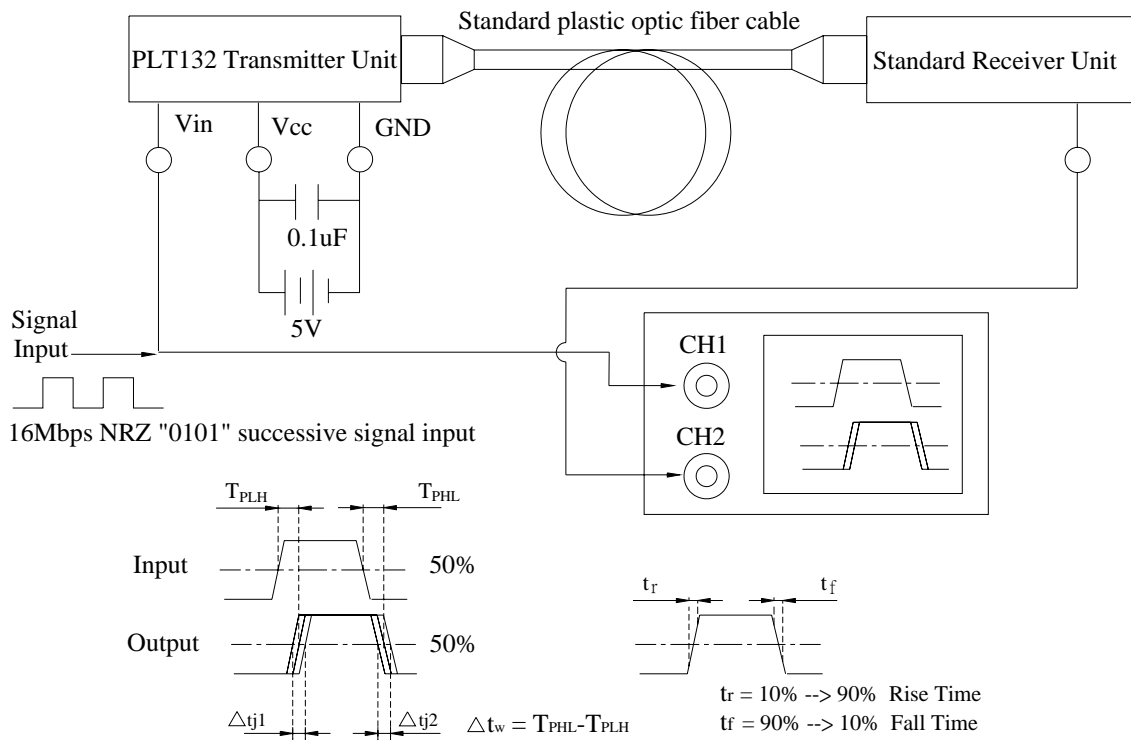 Standard plastic optic fiber cable
PLT132 Transmitter Unit
Standard Receiver Unit
Vin
Vcc
GND
0.1uF
5V
Signal
Input
CH1
CH2
16Mbps NRZ "0101" successive signal input
TPLH
TPHL
Input
50%
Output
50%
△tj1
△tj2
△tw = TPHL-TPLH
tr
tf
tr = 10% --> 90% Rise Time
tf = 90% --> 10% Fall Time